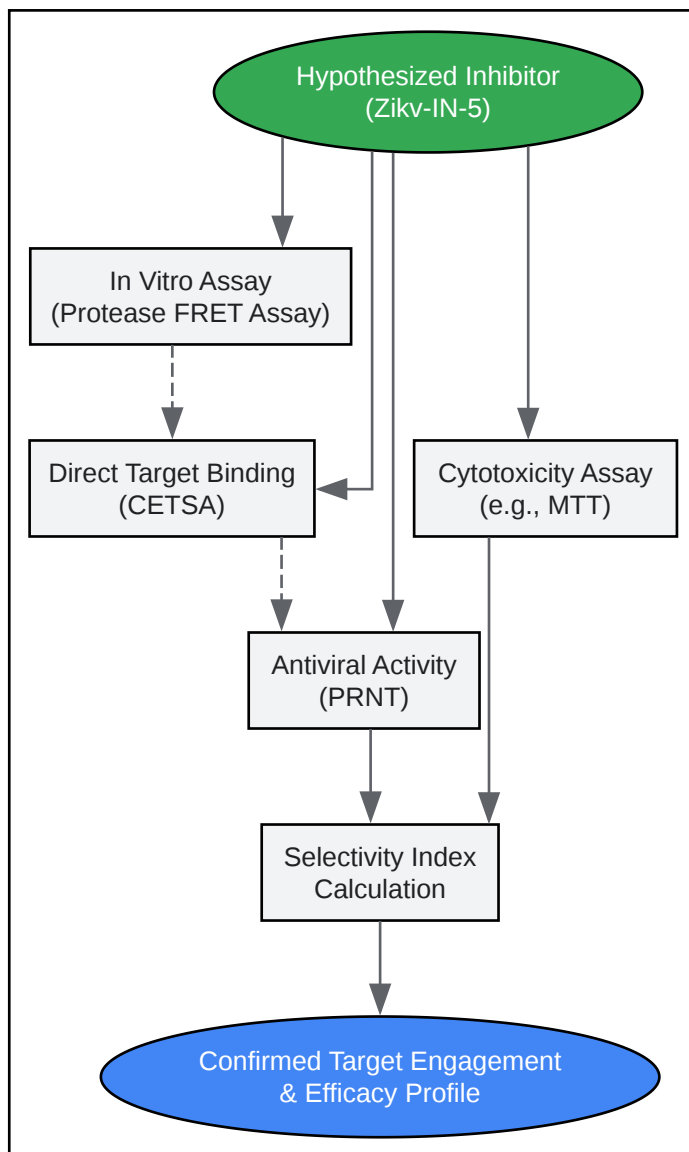 Hypothesized Inhibitor
(Zikv-IN-5)
In Vitro Assay
(Protease FRET Assay)
Direct Target Binding
(CETSA)
Cytotoxicity Assay
(e.g., MTT)
Antiviral Activity
(PRNT)
Selectivity Index
Calculation
Confirmed Target Engagement
& Efficacy Profile